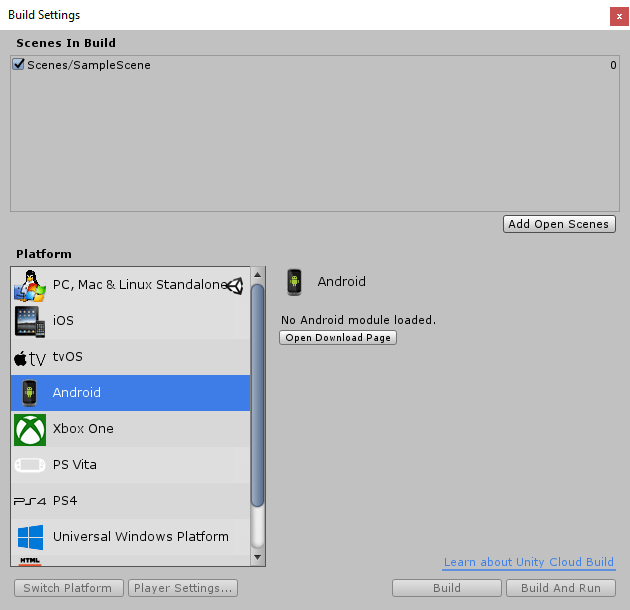 Build Settings
x
Scenes In Build
Scenes/SampleScene 0
Add Open Scenes
Platform
PC, Mac & Linux Standalone
iOS
tv tvOS
Android
Xbox One
PS Vita
PS4 PS4
Universal Windows Platform
HTML
Android
No Android module loaded.
Open Download Page
Learn about Unity Cloud Build
Switch Platform Player Settings... Build Build And Run